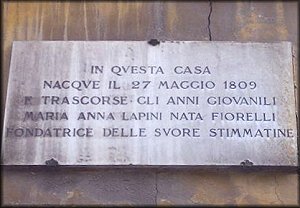 IN QVESTA CASA
NACQVE IL 27 MAGGIO 1809
E TRASCORSE GLI ANNI GIOVANILI
MARIA ANNA LAPINI NATA FIORELLI
FONDATRICE DELLE SVORE STIMMATINE